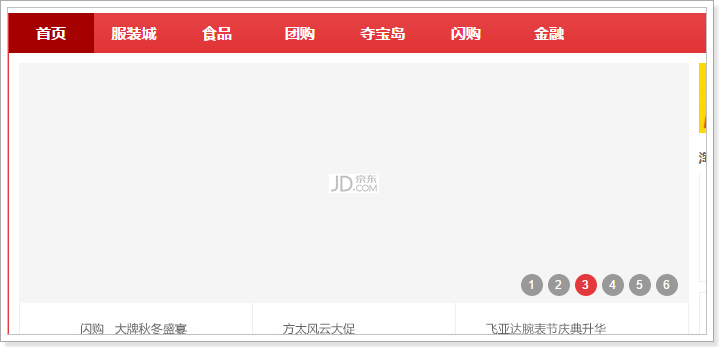 首页 服装城 食品 团购 夺宝岛 闪购 金融
JD 京东 .COM
1 2 3 4 5 6
闪购 大牌秋冬盛宴 方太风云大促 飞亚达腕表节庆典升华